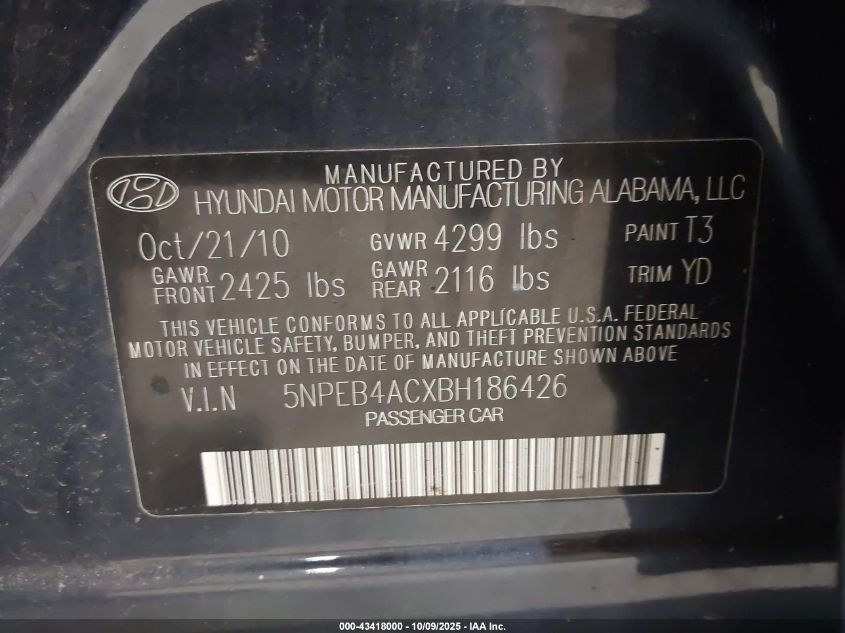 MANUFACTURED BY
HYUNDAI MOTOR MANUFACTURING ALABAMA, LLC
Oct/21/10 GVWR 4299 lbs PAINT T3
GAWR FRONT 2425 lbs GAWR REAR 2116 lbs TRIM YD
THIS VEHICLE CONFORMS TO ALL APPLICABLE U.S.A. FEDERAL
MOTOR VEHICLE SAFETY, BUMPER, AND THEFT PREVENTION STANDARDS
IN EFFECT ON THE DATE OF MANUFACTURE SHOWN ABOVE
V.I.N 5NPEB4ACXBH186426
PASSENGER CAR
000-43418000 - 10/09/2025 - IAA Inc.